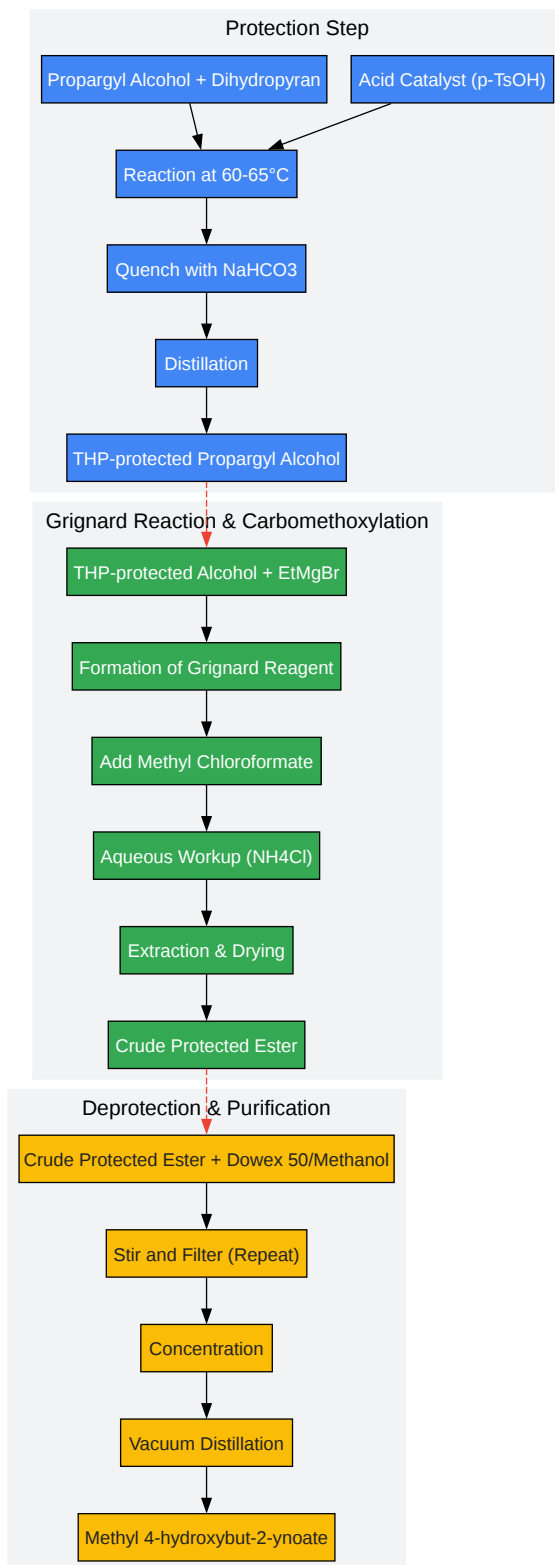 Protection Step
Propargyl Alcohol + Dihydropyran
Acid Catalyst (p-TsOH)
Reaction at 60-65°C
Quench with NaHCO3
Distillation
THP-protected Propargyl Alcohol
Grignard Reaction & Carbomethoxylation
THP-protected Alcohol + EtMgBr
Formation of Grignard Reagent
Add Methyl Chloroformate
Aqueous Workup (NH4Cl)
Extraction & Drying
Crude Protected Ester
Deprotection & Purification
Crude Protected Ester + Dowex 50/Methanol
Stir and Filter (Repeat)
Concentration
Vacuum Distillation
Methyl 4-hydroxybut-2-ynoate